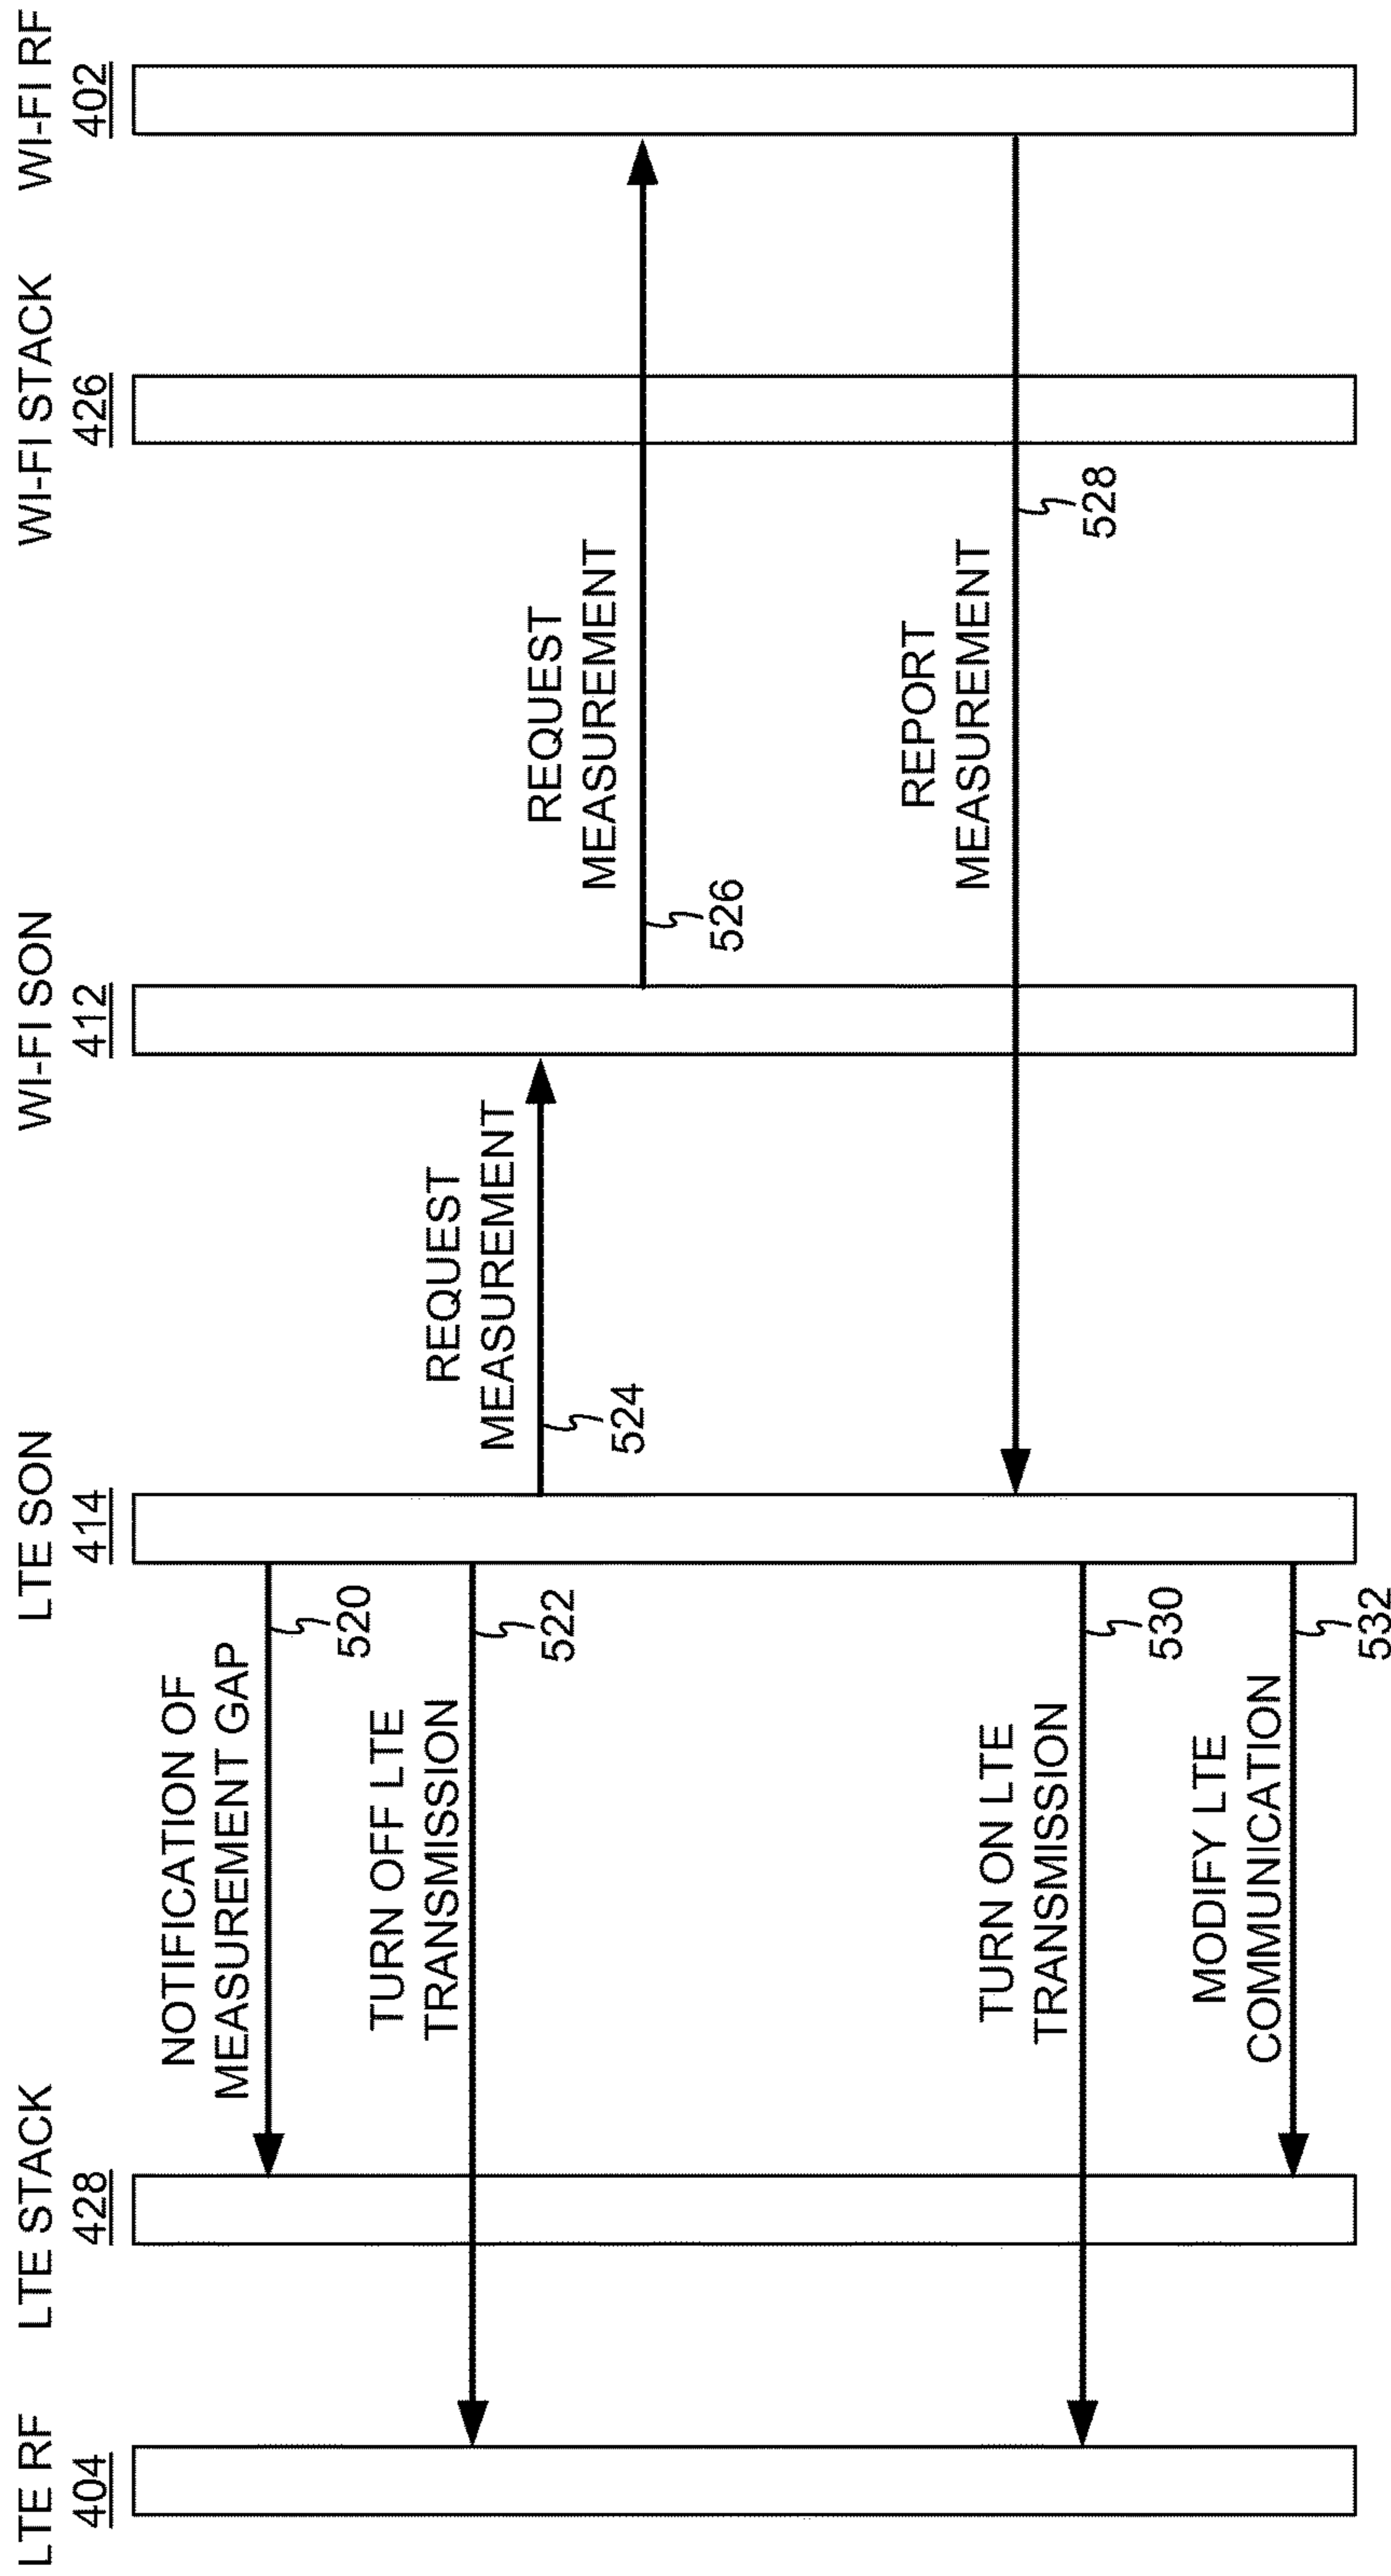 LTE RF
LTE STACK
LTE SON
WI-FI SON
WI-FI STACK
WI-FI RF
404
428
414
412
426
402
NOTIFICATION OF
MEASUREMENT GAP
520
TURN OFF LTE
TRANSMISSION
522
REQUEST
MEASUREMENT
524
REQUEST
MEASUREMENT
526
REPORT
MEASUREMENT
528
TURN ON LTE
TRANSMISSION
530
MODIFY LTE
COMMUNICATION
532